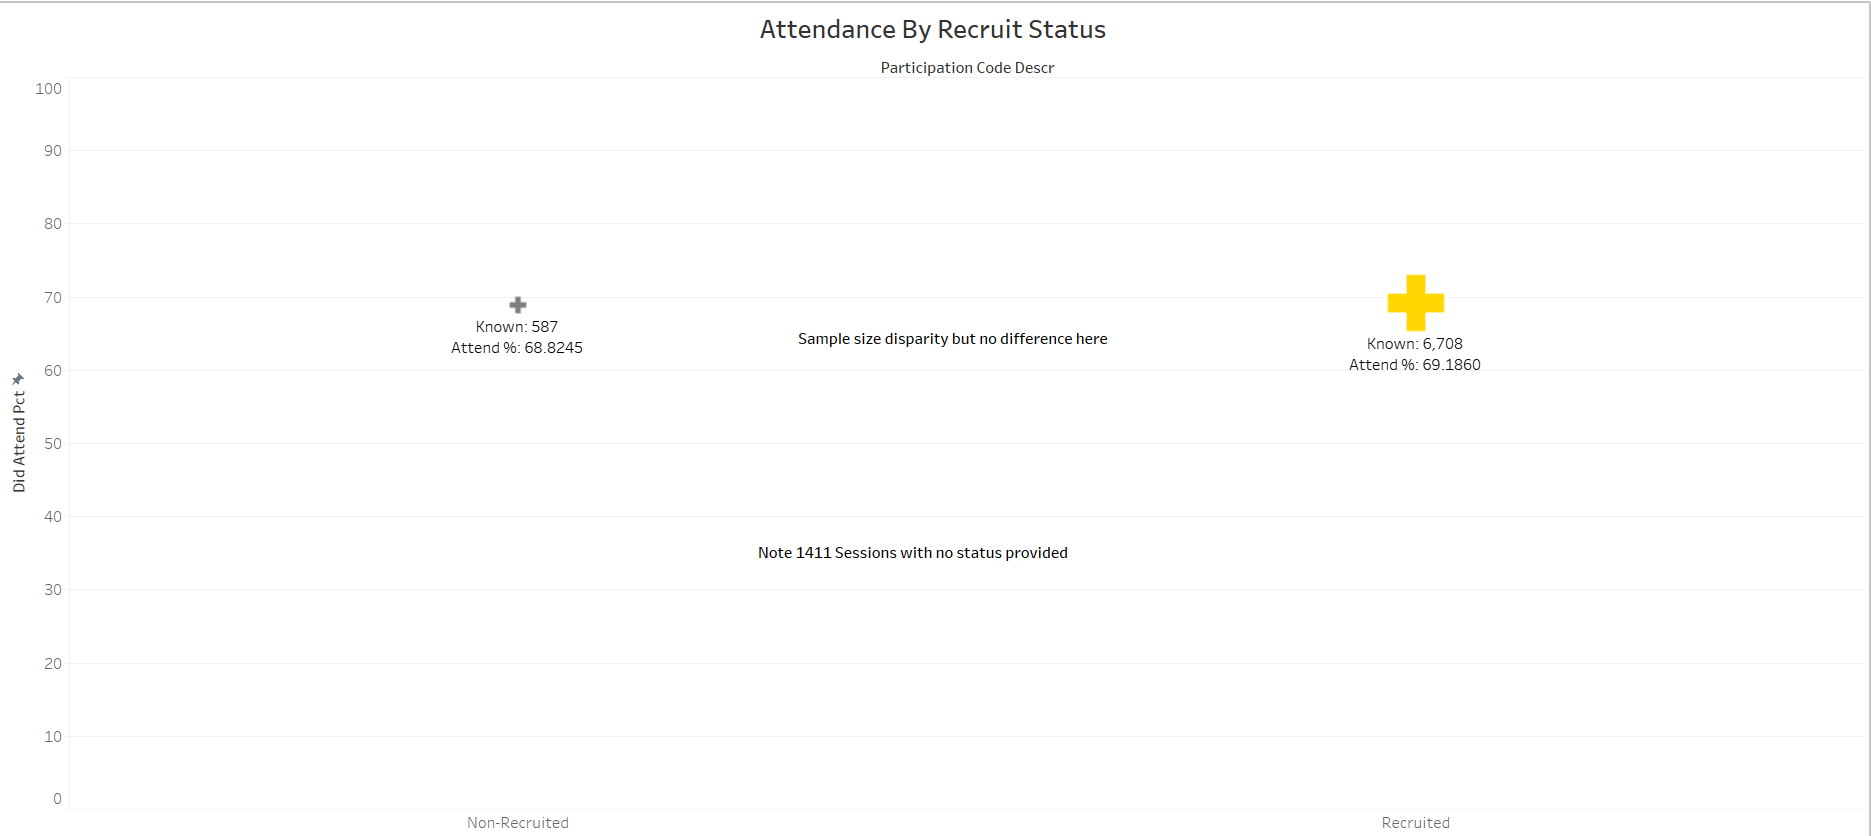 Attendance By Recruit Status
Participation Code Descr
100
90
80
70
60
50
40
30
20
10
0
Did Attend Pct
Known: 587
Attend %: 68.8245
Sample size disparity but no difference here
Known: 6,708
Attend %: 69.1860
Note 1411 Sessions with no status provided
Non-Recruited
Recruited